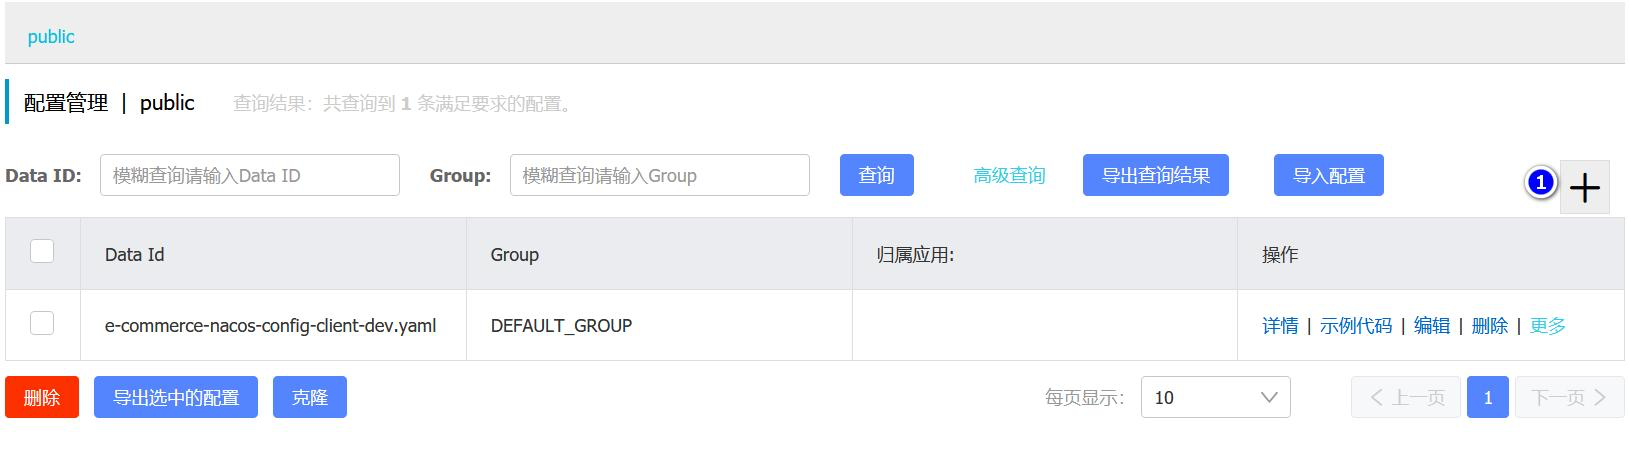 public
配置管理 | public 查询结果：共查询到 1 条满足要求的配置。
Data ID: 模糊查询请输入Data ID Group: 模糊查询请输入Group 查询 高级查询 导出查询结果 导入配置 1 +
Data Id Group 归属应用: 操作
e-commerce-nacos-config-client-dev.yaml DEFAULT_GROUP 详情 | 示例代码 | 编辑 | 删除 | 更多
删除 导出选中的配置 克隆 每页显示： 10 上一页 1 下一页